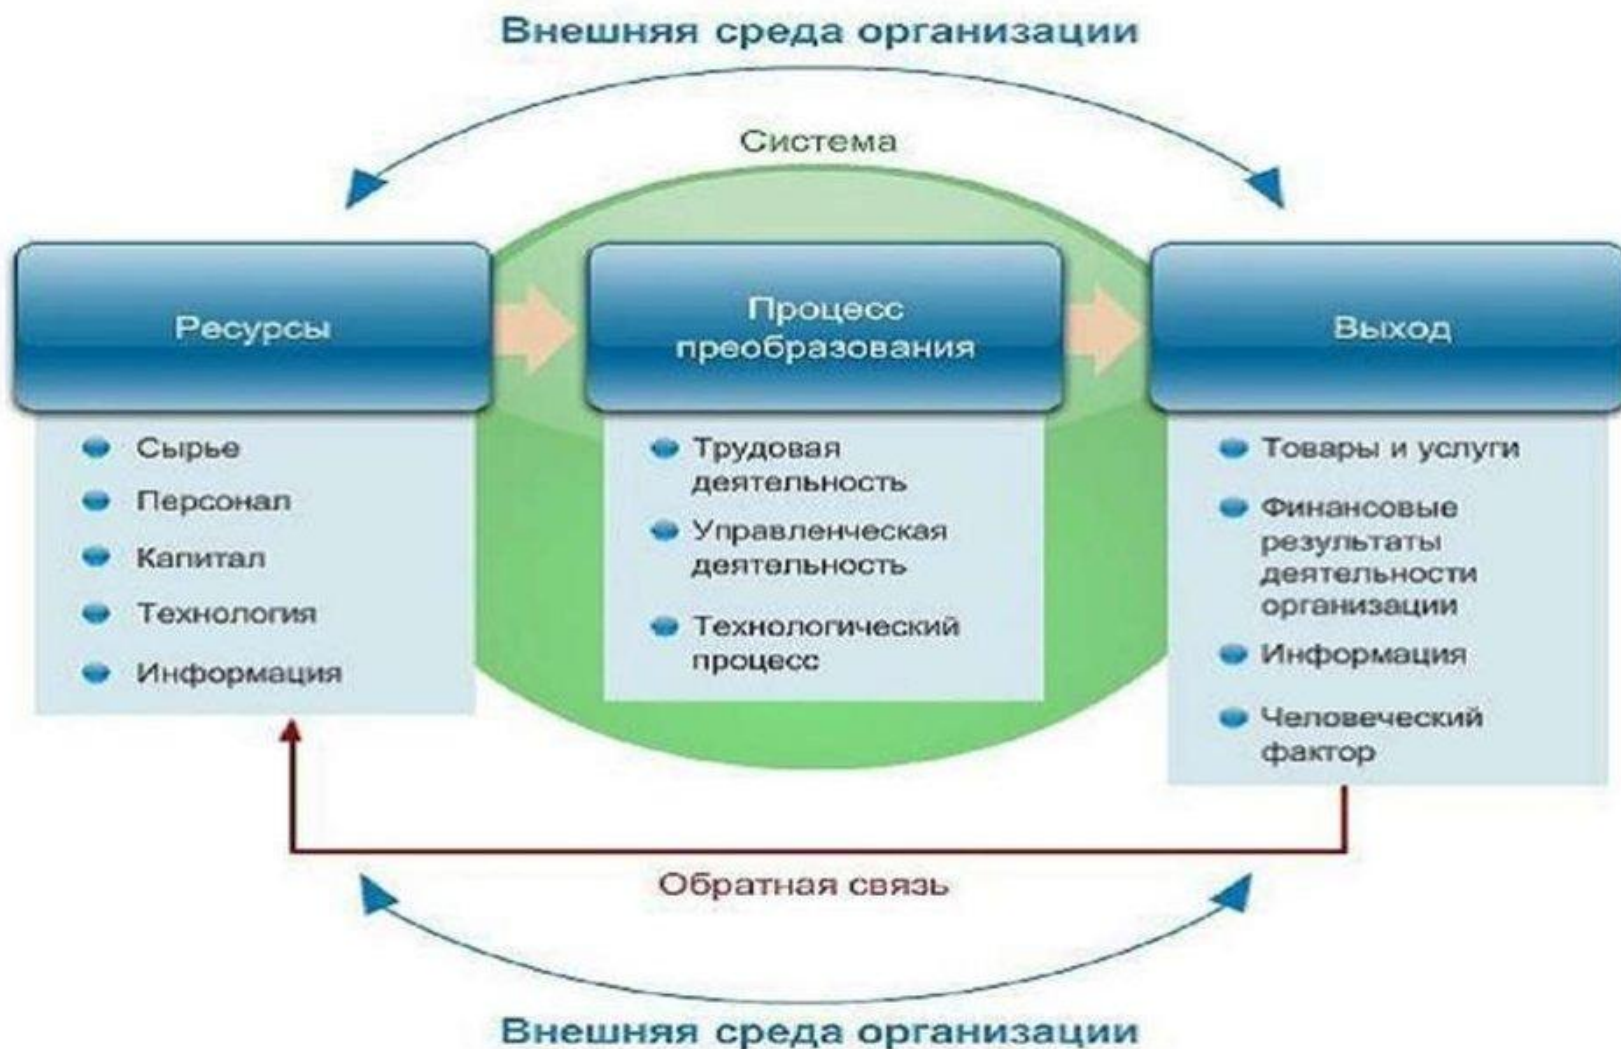 Внешняя среда организации
Система
Ресурсы
Сырье
Персонал
Капитал
Технология
Информация
Процесс
преобразования
Трудовая
деятельность
Управленческая
деятельность
Технологический
процесс
Выход
Товары и услуги
Финансовые
результаты
деятельности
организации
Информация
Человеческий
фактор
Обратная связь
Внешняя среда организации